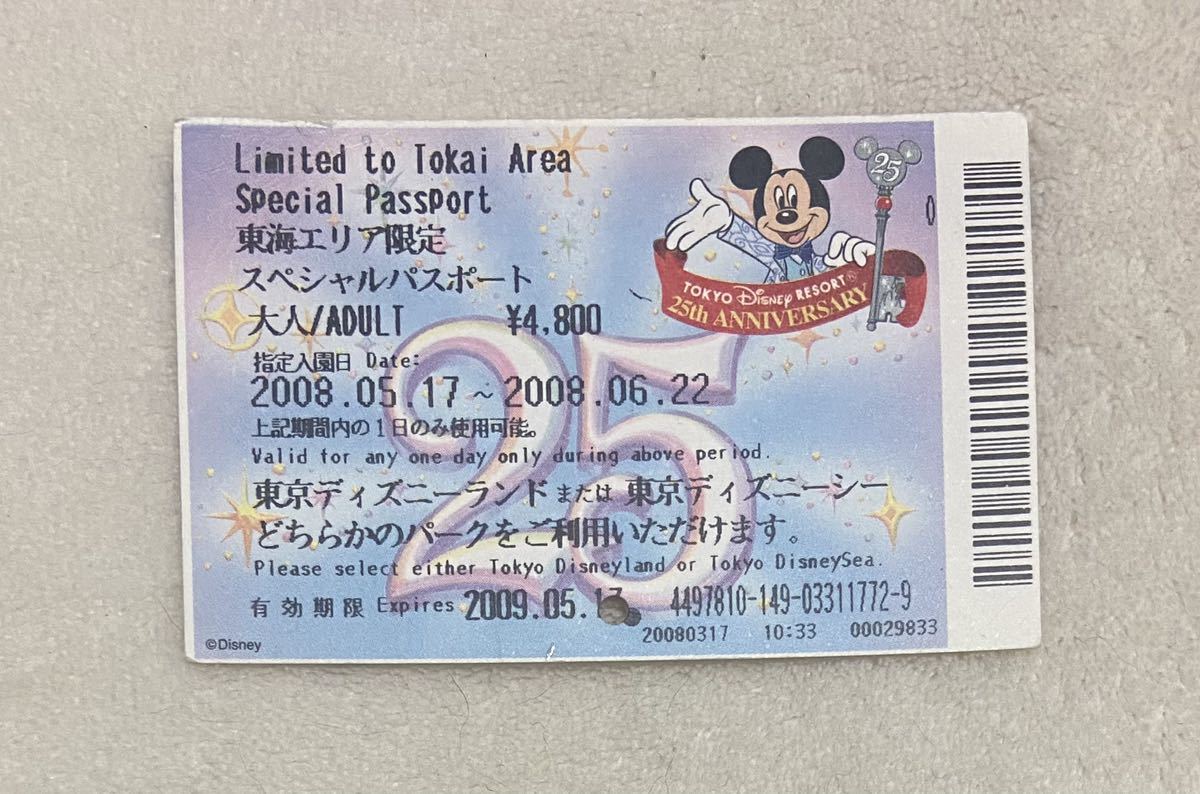 Limited to Tokai Area
Special Passport
東海エリア限定
スペシャルパスポート
大人/ADULT ¥4,800
指定入園日 Date:
2008.05.17 ~ 2008.06.22
上記期間内の1日のみ使用可能。
Valid for any one day only during above period.
東京ディズニーランド または 東京ディズニーシー
どちらかのパークをご利用いただけます。
Please select either Tokyo Disneyland or Tokyo DisneySea.
有効期限 Expires 2009.05.
4497810-149-03311772-9
20080317 10:33 00029833
©Disney
25
TOKYO Disney RESORT®
25th ANNIVERSARY
0
25